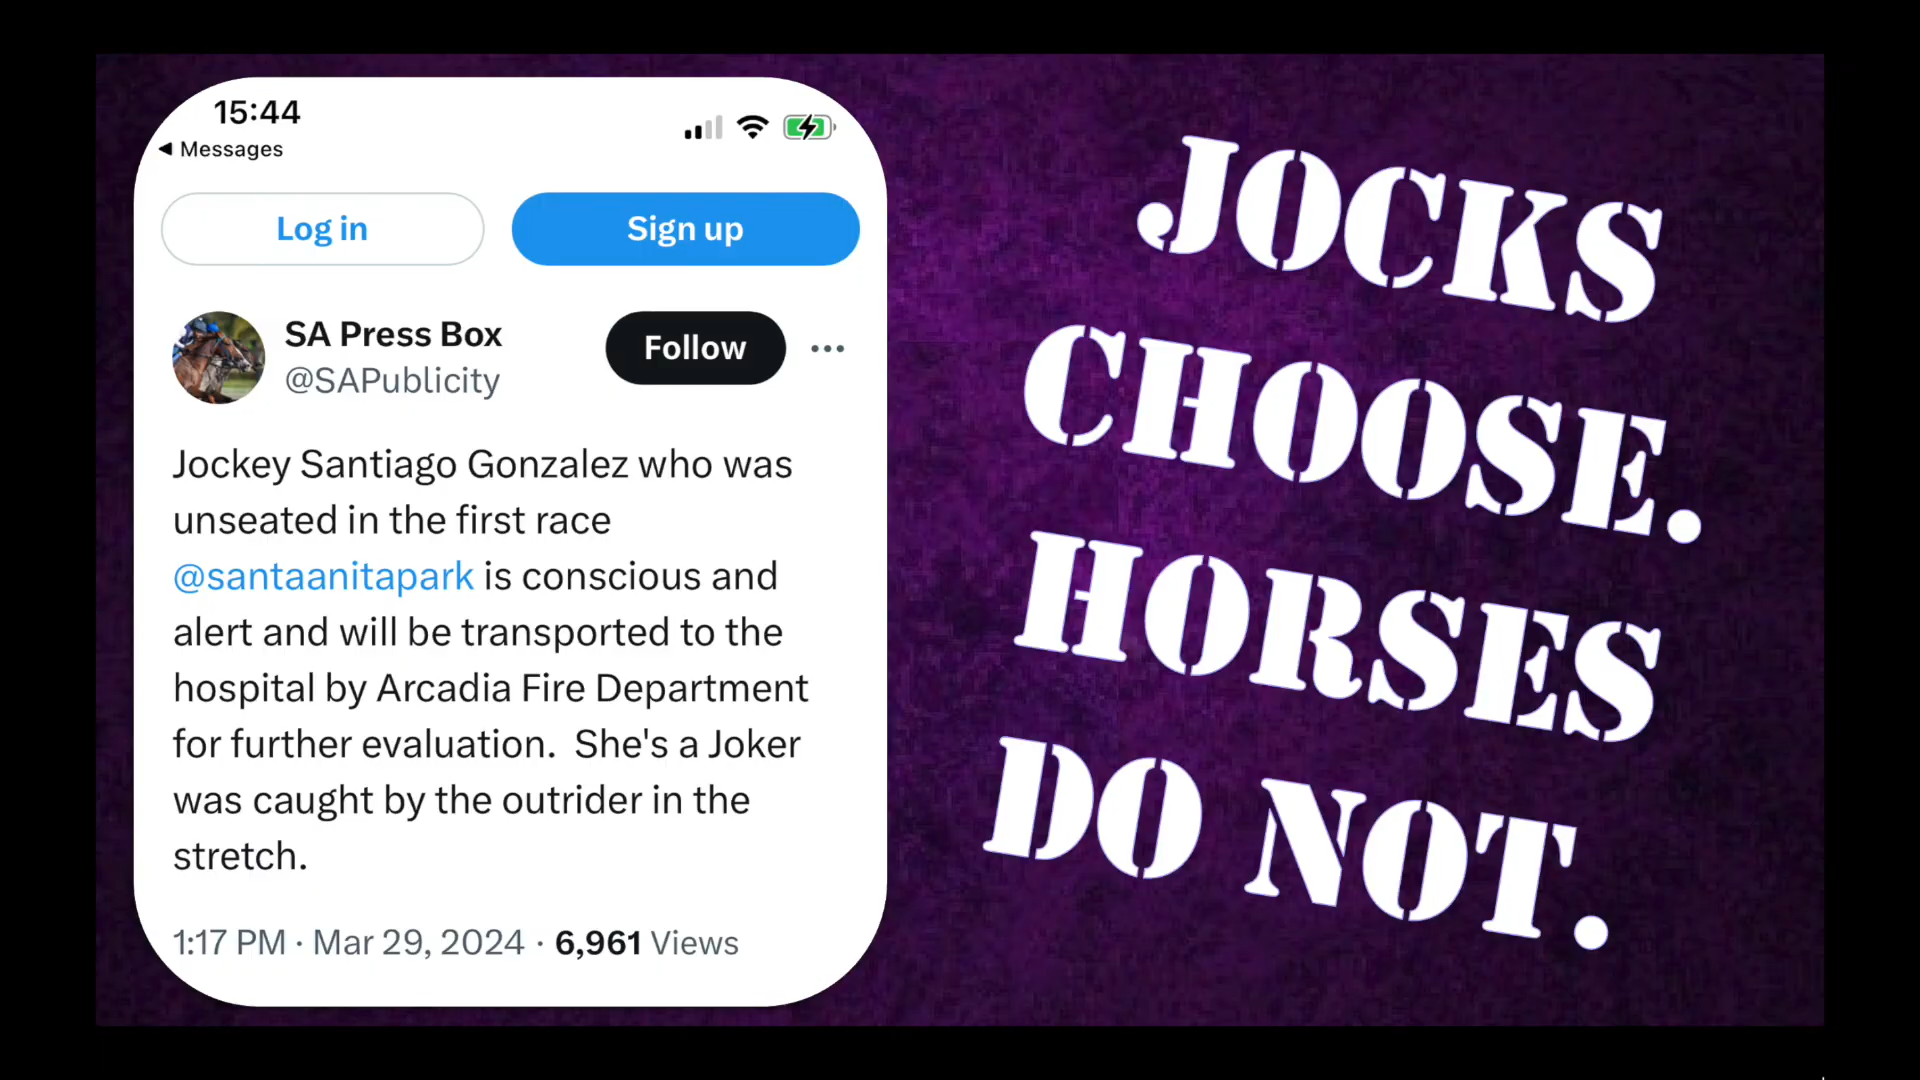 15:44
◀ Messages
Log in
Sign up
SA Press Box
@SAPublicity
Follow
Jockey Santiago Gonzalez who was
unseated in the first race
@santaanitapark is conscious and
alert and will be transported to the
hospital by Arcadia Fire Department
for further evaluation.  She's a Joker
was caught by the outrider in the
stretch.
1:17 PM · Mar 29, 2024 · 6,961 Views
JOCKS
CHOOSE.
HORSES
DO NOT.